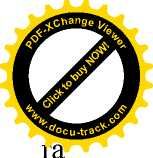 PDF-XChange Viewer
Click to buy NOW!
www.docu-track.com